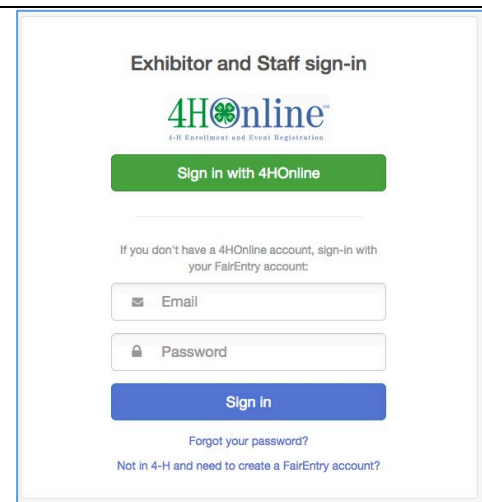 Exhibitor and Staff sign-in
4HOnline™
4-H Enrollment and Event Registration
Sign in with 4HOnline
If you don't have a 4HOnline account, sign-in with
your FairEntry account:
Email
Password
Sign in
Forgot your password?
Not in 4-H and need to create a FairEntry account?